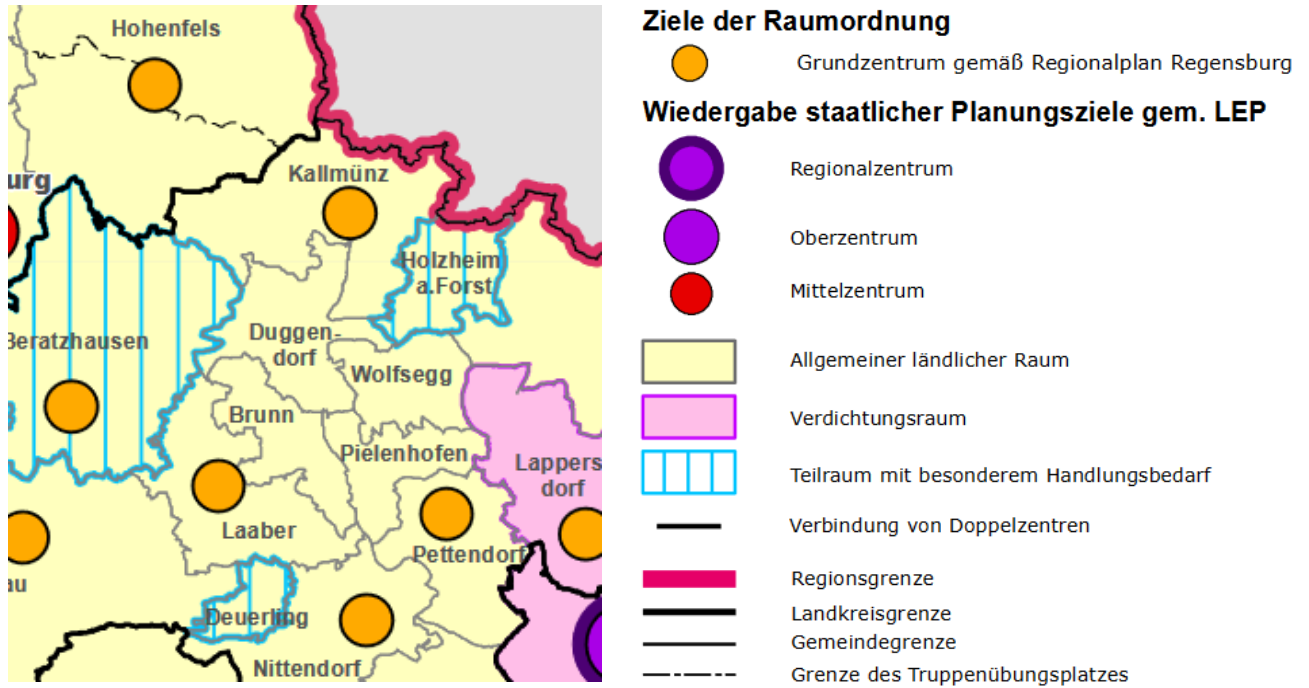 Hohenfels
Kallmünz
urg
Holzheim
a.Forst
Beratzhausen
Duggen-
dorf
Wolfsegg
Brunn
Pielenhofen
Lappers
dorf
Laaber
Pettendorf
au
Deuerling
Nittendorf
Ziele der Raumordnung
Grundzentrum gemäß Regionalplan Regensburg
Wiedergabe staatlicher Planungsziele gem. LEP
Regionalzentrum
Oberzentrum
Mittelzentrum
Allgemeiner ländlicher Raum
Verdichtungsraum
Teilraum mit besonderem Handlungsbedarf
Verbindung von Doppelzentren
Regionsgrenze
Landkreisgrenze
Gemeindegrenze
Grenze des Truppenübungsplatzes